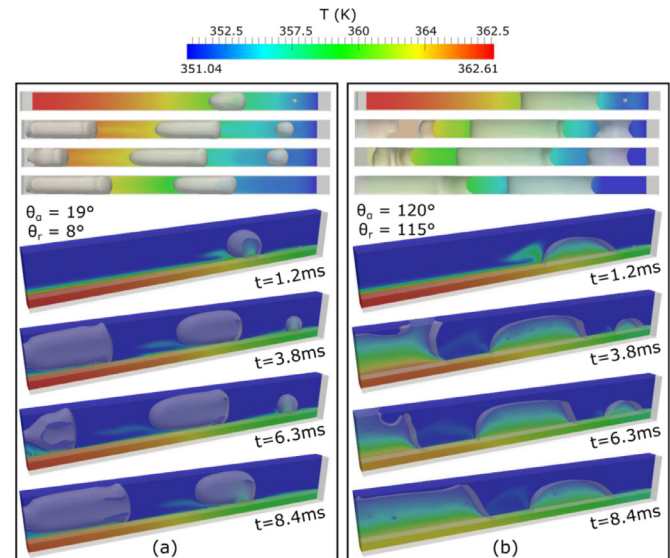 T (K)
352.5 357.5 360 364 362.5
351.04 362.61
θa = 19°
θr = 8°
t=1.2ms
t=3.8ms
t=6.3ms
t=8.4ms
(a)
θa = 120°
θr = 115°
t=1.2ms
t=3.8ms
t=6.3ms
t=8.4ms
(b)